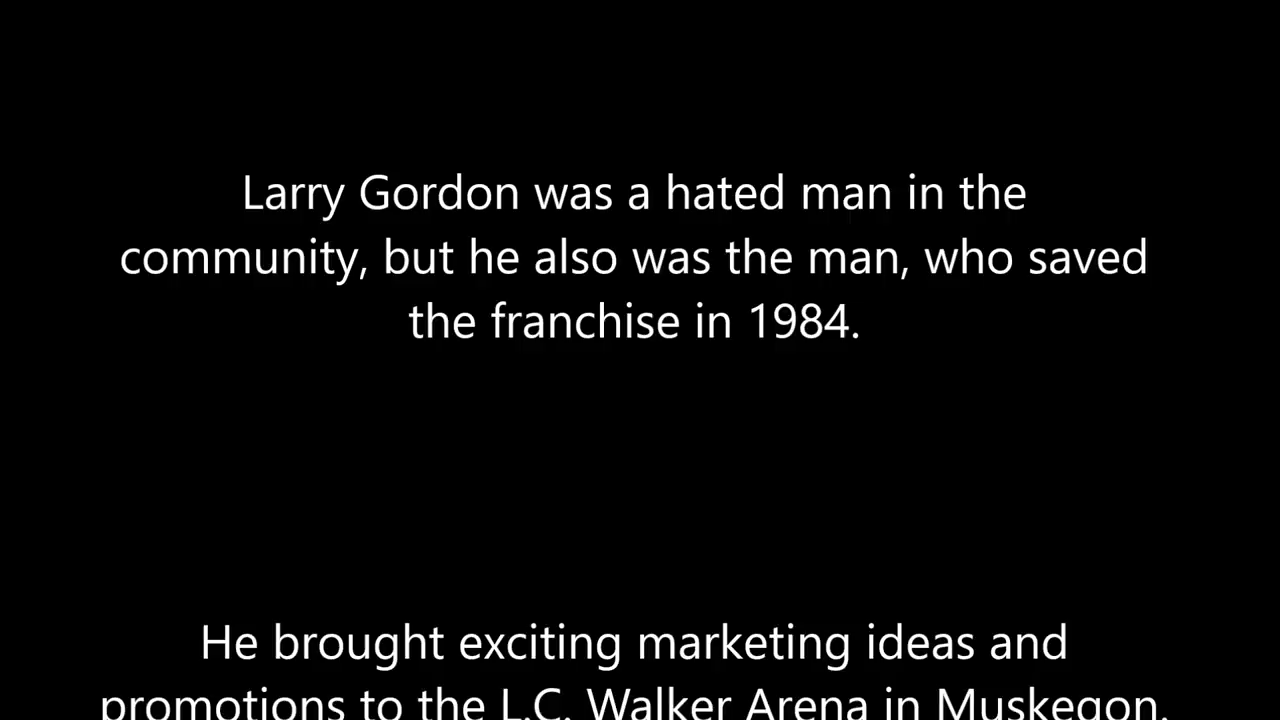 Larry Gordon was a hated man in the
community, but he also was the man, who saved
the franchise in 1984.
He brought exciting marketing ideas and
promotions to the L.C. Walker Arena in Muskegon.